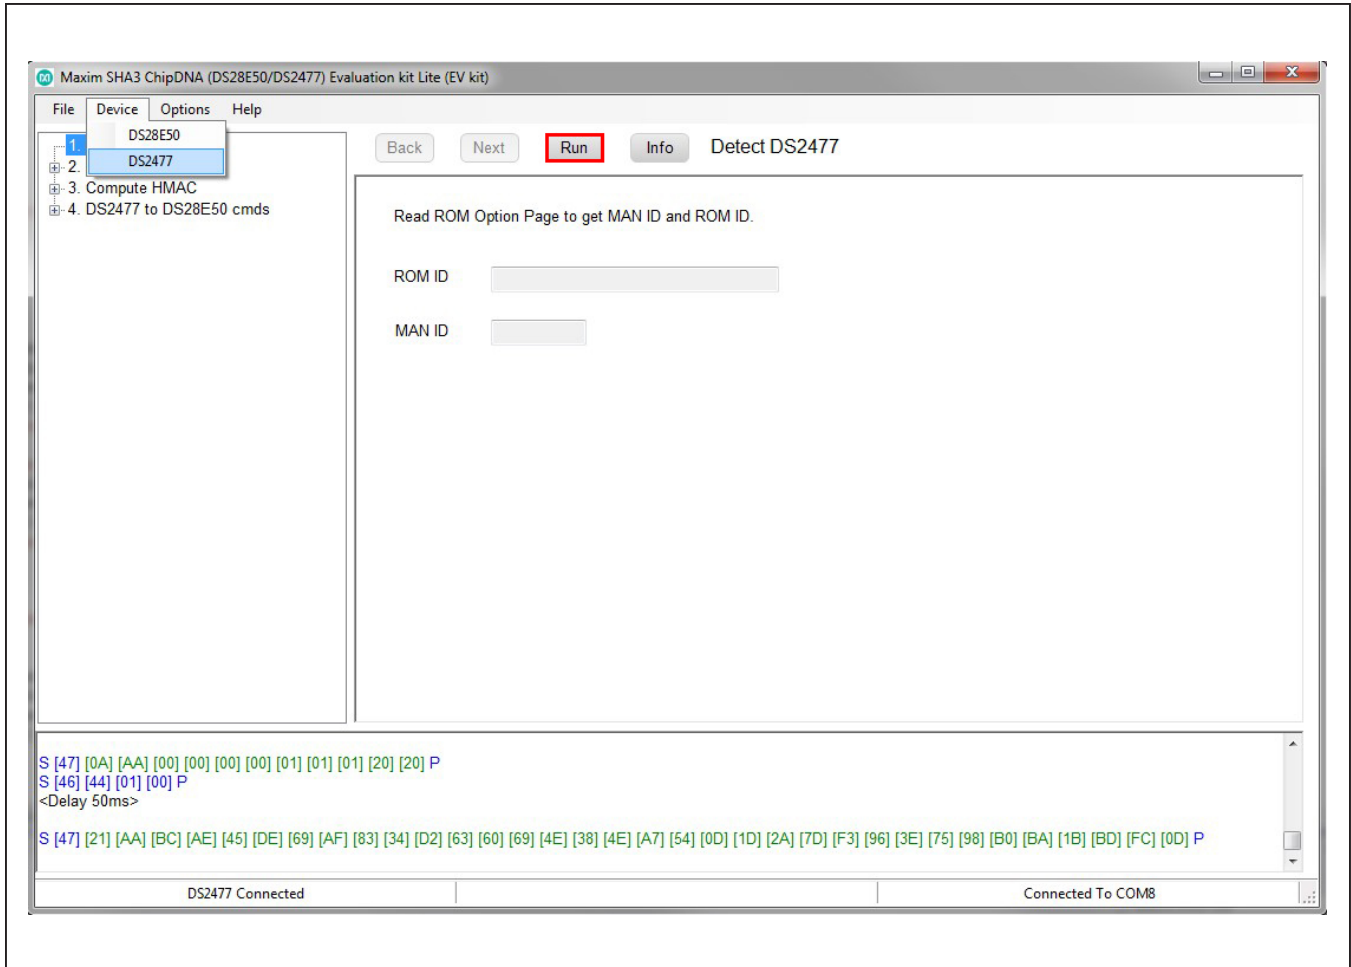 Maxim SHA3 ChipDNA (DS28E50/DS2477) Evaluation kit Lite (EV kit)
File Device Options Help
DS28E50
DS2477
1.
2.
3. Compute HMAC
4. DS2477 to DS28E50 cmds
Back Next Run Info Detect DS2477
Read ROM Option Page to get MAN ID and ROM ID.
ROM ID
MAN ID
S [47] [0A] [AA] [00] [00] [00] [00] [01] [01] [01] [20] [20] P
S [46] [44] [01] [00] P
<Delay 50ms>
S [47] [21] [AA] [BC] [AE] [45] [DE] [69] [AF] [83] [34] [D2] [63] [60] [69] [4E] [38] [4E] [A7] [54] [0D] [1D] [2A] [7D] [F3] [96] [3E] [75] [98] [B0] [BA] [1B] [BD] [FC] [0D] P
DS2477 Connected Connected To COM8